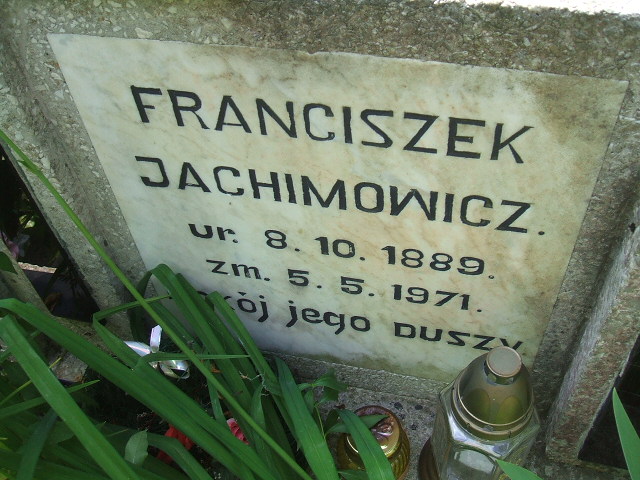 FRANCISZEK
JACHIMOWICZ.
ur. 8. 10. 1889.
zm. 5. 5. 1971.
jego DUSZY.